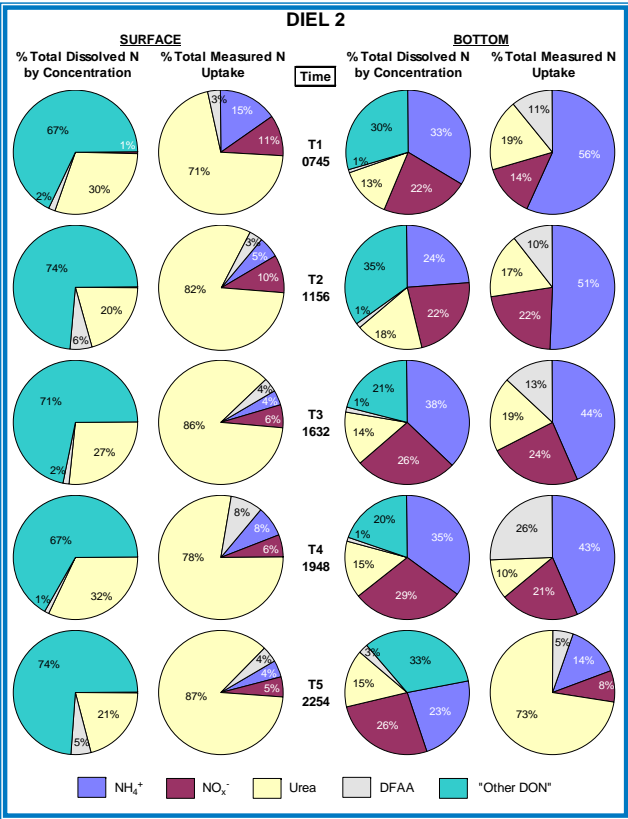 DIEL 2
SURFACE BOTTOM
% Total Dissolved N % Total Measured N % Total Dissolved N % Total Measured N
by Concentration Uptake Time by Concentration Uptake
67% 1% 30% 2%
3% 15% 11% 71%
T1
0745
30% 33% 22% 13% 1%
11% 56% 14% 19%
74% 20% 6%
3% 5% 10% 82%
T2
1156
35% 24% 22% 18% 1%
10% 51% 22% 17%
71% 27% 2%
4% 4% 6% 86%
T3
1632
21% 38% 26% 14% 1%
13% 44% 24% 19%
67% 32% 1%
8% 8% 6% 78%
T4
1948
20% 35% 29% 15% 1%
26% 43% 21% 10%
74% 21% 5%
4% 4% 5% 87%
T5
2254
3% 33% 23% 26% 15%
5% 14% 8% 73%
NH₄⁺ NOₓ⁻ Urea DFAA "Other DON"